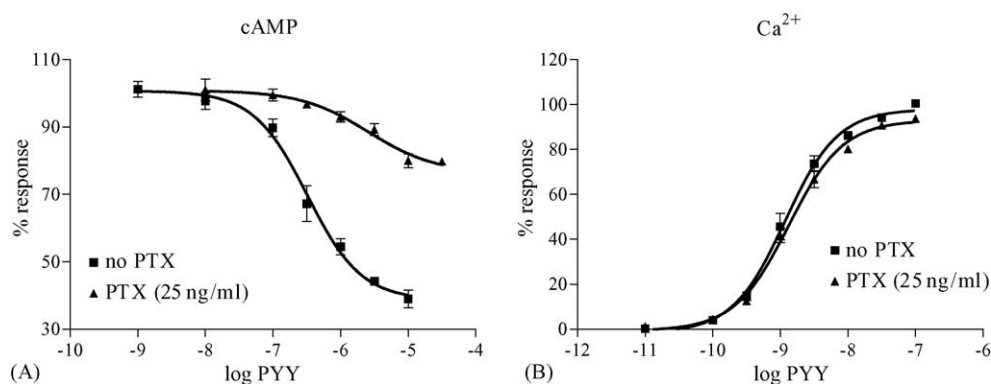 cAMP
110
90
70
50
30
% response
■ no PTX
▲ PTX (25 ng/ml)
-10 -9 -8 -7 -6 -5 -4
(A) log PYY
Ca²⁺
120
100
80
60
40
20
0
% response
■ no PTX
▲ PTX (25 ng/ml)
-12 -11 -10 -9 -8 -7 -6
(B) log PYY